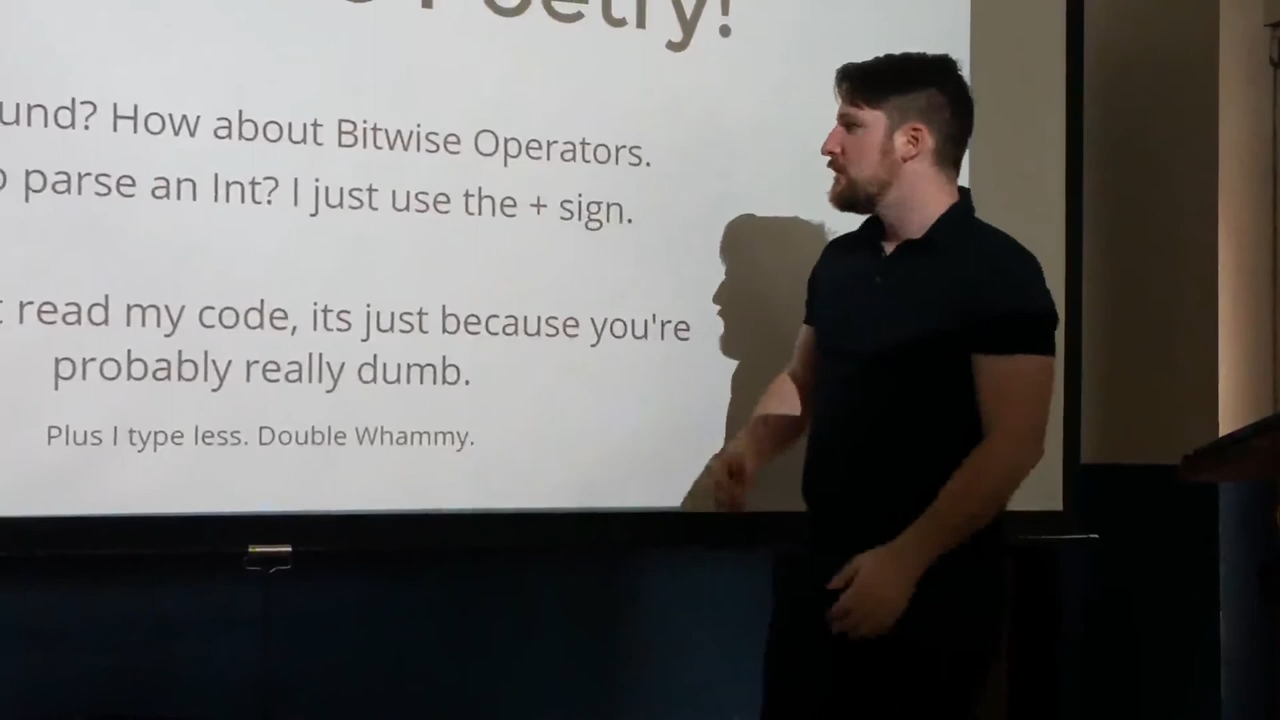 Poetry!
und? How about Bitwise Operators.
parse an Int? I just use the + sign.
read my code, its just because you're
probably really dumb.
Plus I type less. Double Whammy.